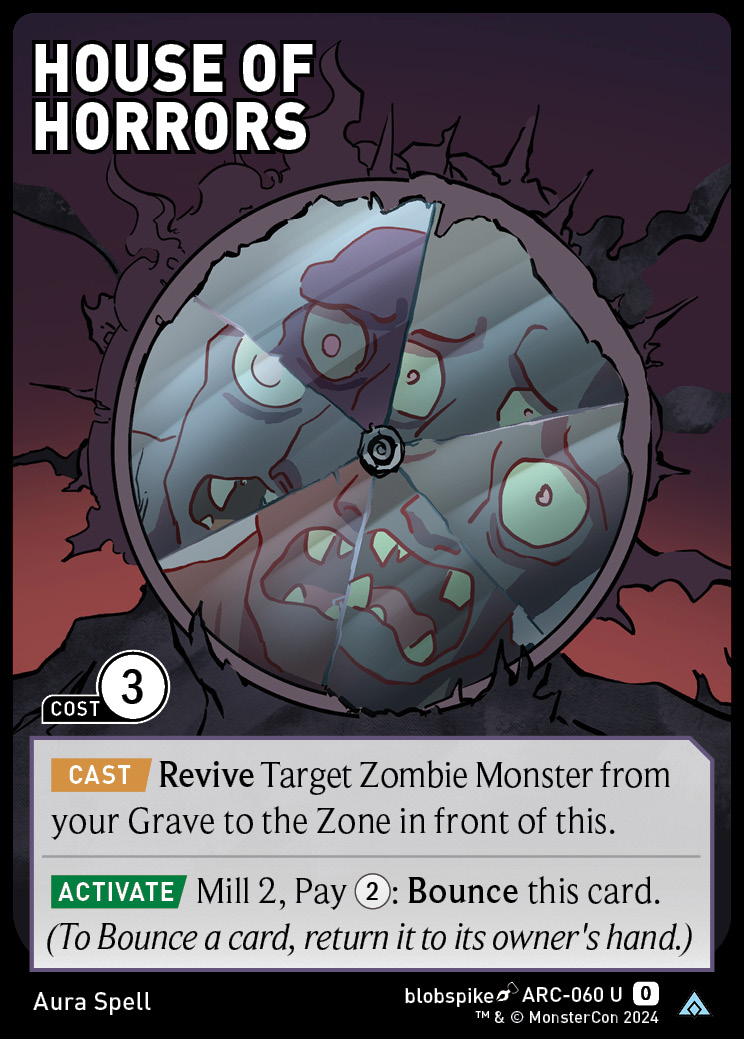 HOUSE OF
HORRORS
COST 3
CAST Revive Target Zombie Monster from
your Grave to the Zone in front of this.
ACTIVATE Mill 2, Pay 2: Bounce this card.
(To Bounce a card, return it to its owner's hand.)
Aura Spell
blobspike ARC-060 U 0
™ & © MonsterCon 2024